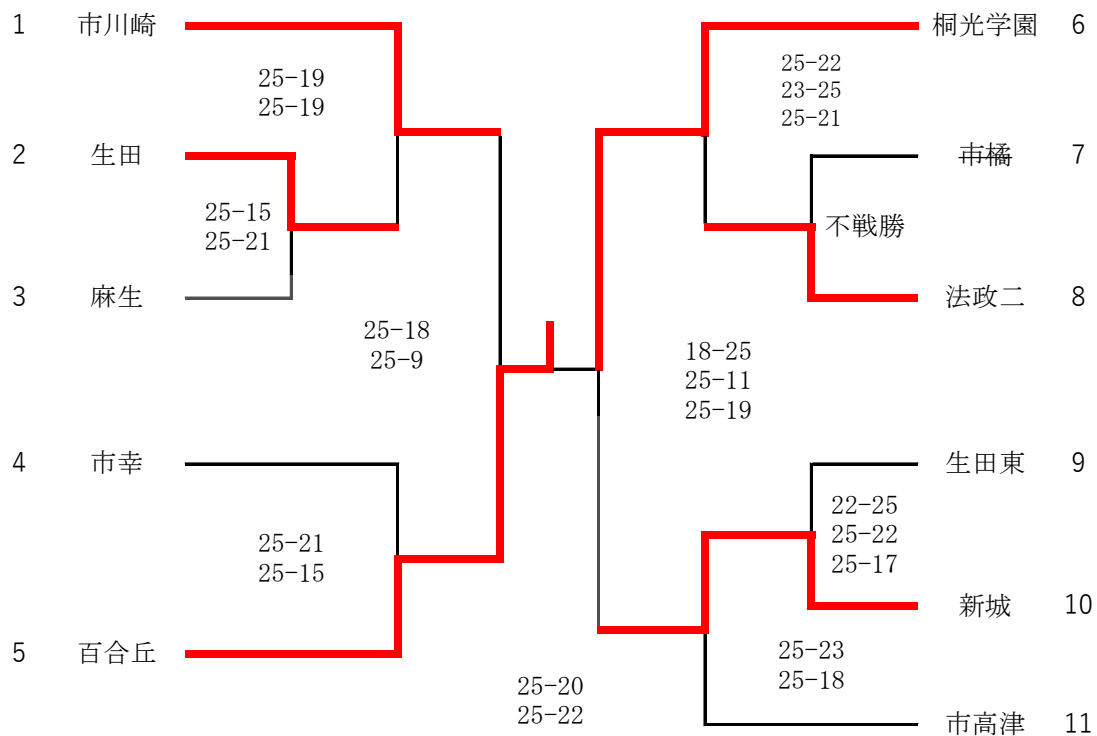 1 市川崎
25-19
25-19
2 生田
25-15
25-21
3 麻生
25-18
25-9
4 市幸
25-21
25-15
5 百合丘
桐光学園 6
25-22
23-25
25-21
市橘 7
不戦勝
法政二 8
18-25
25-11
25-19
生田東 9
22-25
25-22
25-17
新城 10
25-23
25-18
市高津 11
25-20
25-22